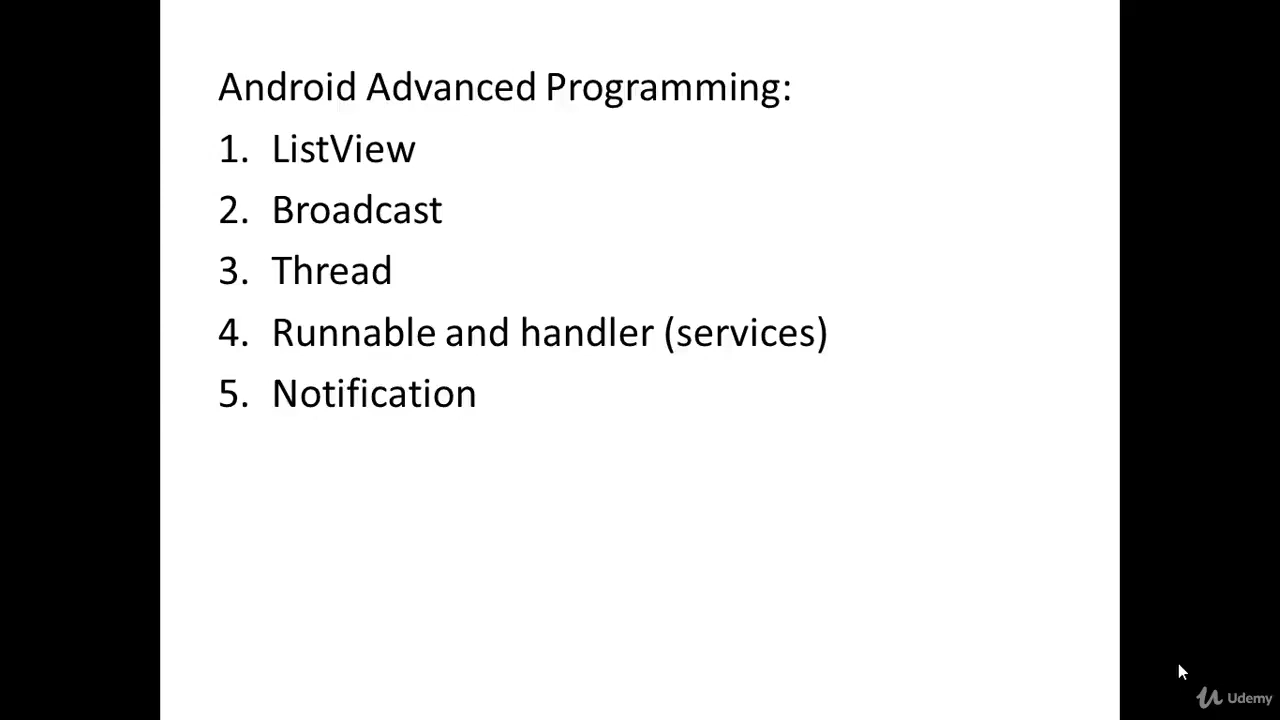 Android Advanced Programming:
1. ListView
2. Broadcast
3. Thread
4. Runnable and handler (services)
5. Notification
Udemy